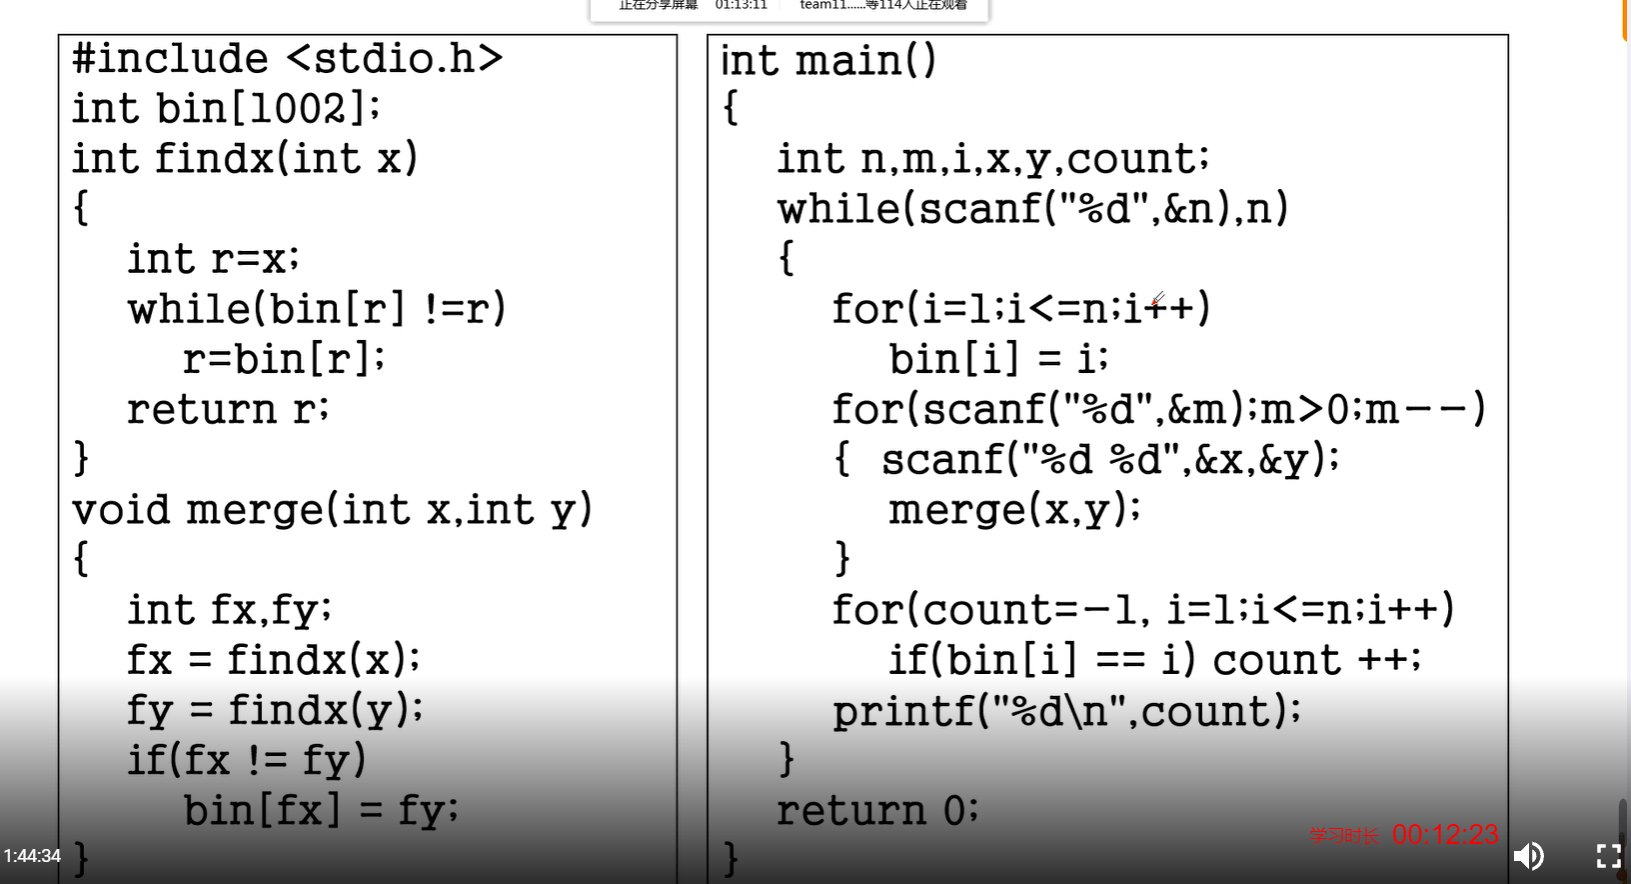 正在分享屏幕 01:13:11 team11......等114人正在观看
#include <stdio.h>
int bin[1002];
int findx(int x)
{
int r=x;
while(bin[r] !=r)
r=bin[r];
return r;
}
void merge(int x,int y)
{
int fx,fy;
fx = findx(x);
fy = findx(y);
if(fx != fy)
bin[fx] = fy;
}
int main()
{
int n,m,i,x,y,count;
while(scanf("%d",&n),n)
{
for(i=1;i<=n;i++)
bin[i] = i;
for(scanf("%d",&m);m>0;m--)
{ scanf("%d %d",&x,&y);
merge(x,y);
}
for(count=-1, i=1;i<=n;i++)
if(bin[i] == i) count ++;
printf("%d\n",count);
}
return 0;
}
学习时长 00:12:23
1:44:34